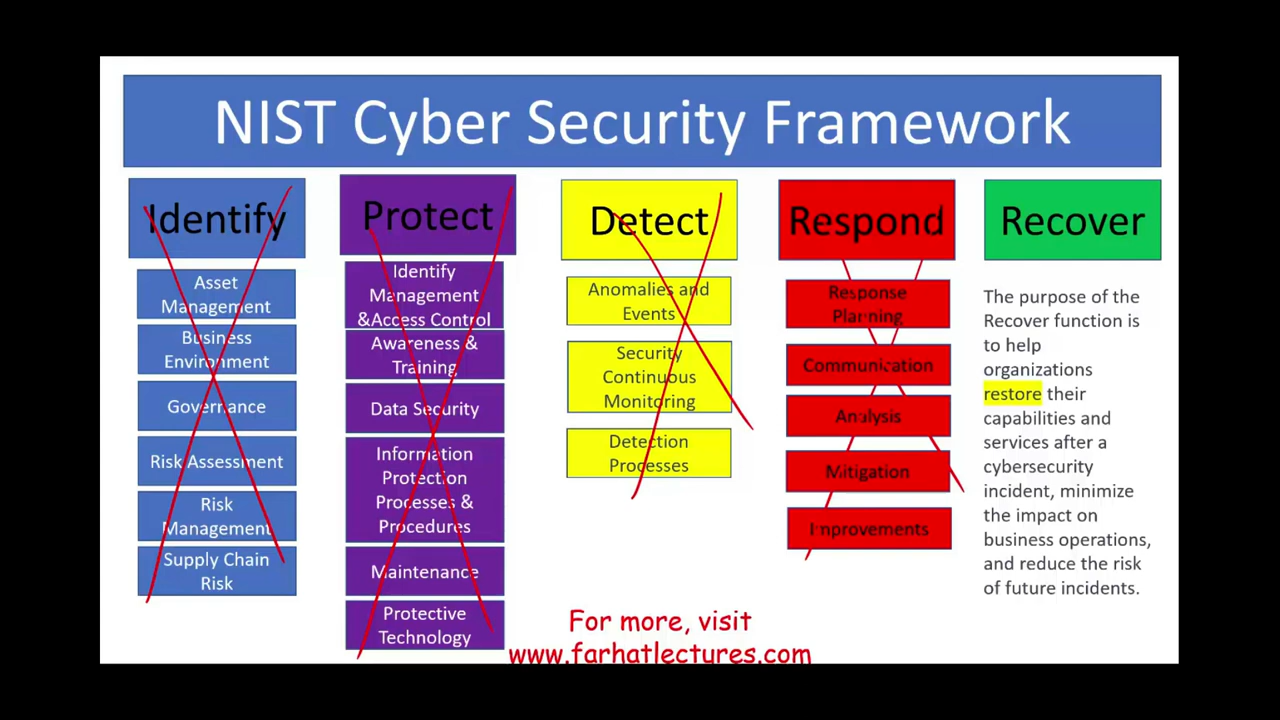 NIST Cyber Security Framework
Identify
Asset
Management
Business
Environment
Governance
Risk Assessment
Risk
Management
Supply Chain
Risk
Protect
Identify
Management
&Access Control
Awareness &
Training
Data Security
Information
Protection
Processes &
Procedures
Maintenance
Protective
Technology
Detect
Anomalies and
Events
Security
Continuous
Monitoring
Detection
Processes
Respond
Response
Planning
Communication
Analysis
Mitigation
Improvements
Recover
The purpose of the
Recover function is
to help
organizations
restore their
capabilities and
services after a
cybersecurity
incident, minimize
the impact on
business operations,
and reduce the risk
of future incidents.
For more, visit
www.farhatlectures.com